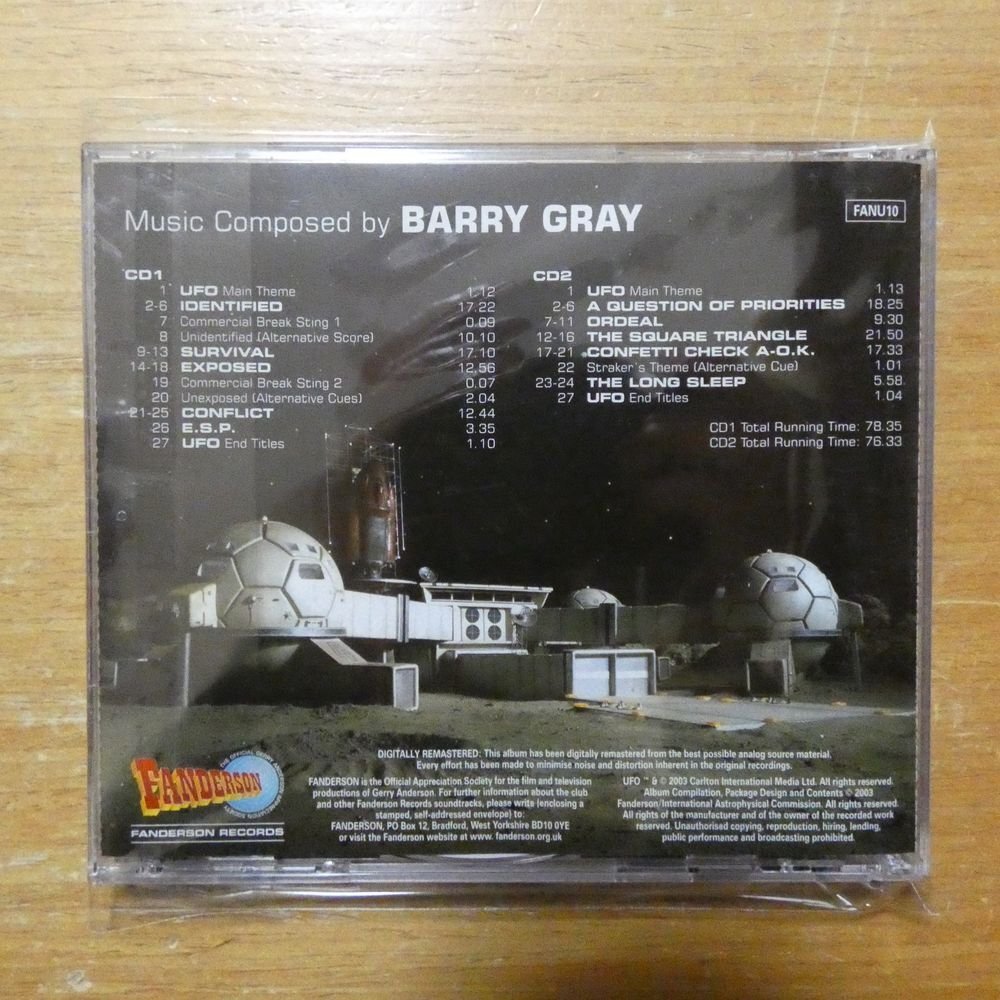 Music Composed by BARRY GRAY
FANU10
CD1
1 UFO Main Theme 1.12
2-6 IDENTIFIED 17.22
7 Commercial Break Sting 1 0.09
8 Unidentified (Alternative Score) 10.10
9-13 SURVIVAL 17.10
14-18 EXPOSED 12.56
19 Commercial Break Sting 2 0.07
20 Unexposed (Alternative Cues) 2.04
21-25 CONFLICT 12.44
26 E.S.P. 3.35
27 UFO End Titles 1.10
CD2
1 UFO Main Theme 1.13
2-6 A QUESTION OF PRIORITIES 18.25
7-11 ORDEAL 9.30
12-16 THE SQUARE TRIANGLE 21.50
17-21 CONFETTI CHECK A-O.K. 17.33
22 Straker's Theme (Alternative Cue) 1.01
23-24 THE LONG SLEEP 5.58
27 UFO End Titles 1.04
CD1 Total Running Time: 78.35
CD2 Total Running Time: 76.33
DIGITALLY REMASTERED: This album has been digitally remastered from the best possible analog source material.
Every effort has been made to minimise noise and distortion inherent in the original recordings.
FANDERSON
FANDERSON RECORDS
FANDERSON is the Official Appreciation Society for the film and television
productions of Gerry Anderson. For further information about the club
and other Fanderson Records soundtracks, please write (enclosing a
stamped, self-addressed envelope) to:
FANDERSON, PO Box 12, Bradford, West Yorkshire BD10 0YE
or visit the Fanderson website at www.fanderson.org.uk
UFO ™ & © 2003 Carlton International Media Ltd. All rights reserved.
Album Compilation, Package Design and Contents © 2003
Fanderson/International Astrophysical Commission. All rights reserved.
All rights of the manufacturer and of the owner of the recorded work
reserved. Unauthorised copying, reproduction, hiring, lending,
public performance and broadcasting prohibited.